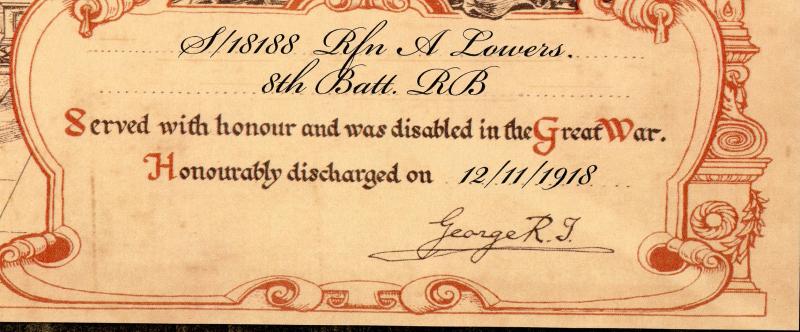 S/18188 Rfn A Lowers.
8th Batt. RB
Served with honour and was disabled in the Great War.
Honourably discharged on 12/11/1918
George R.I.